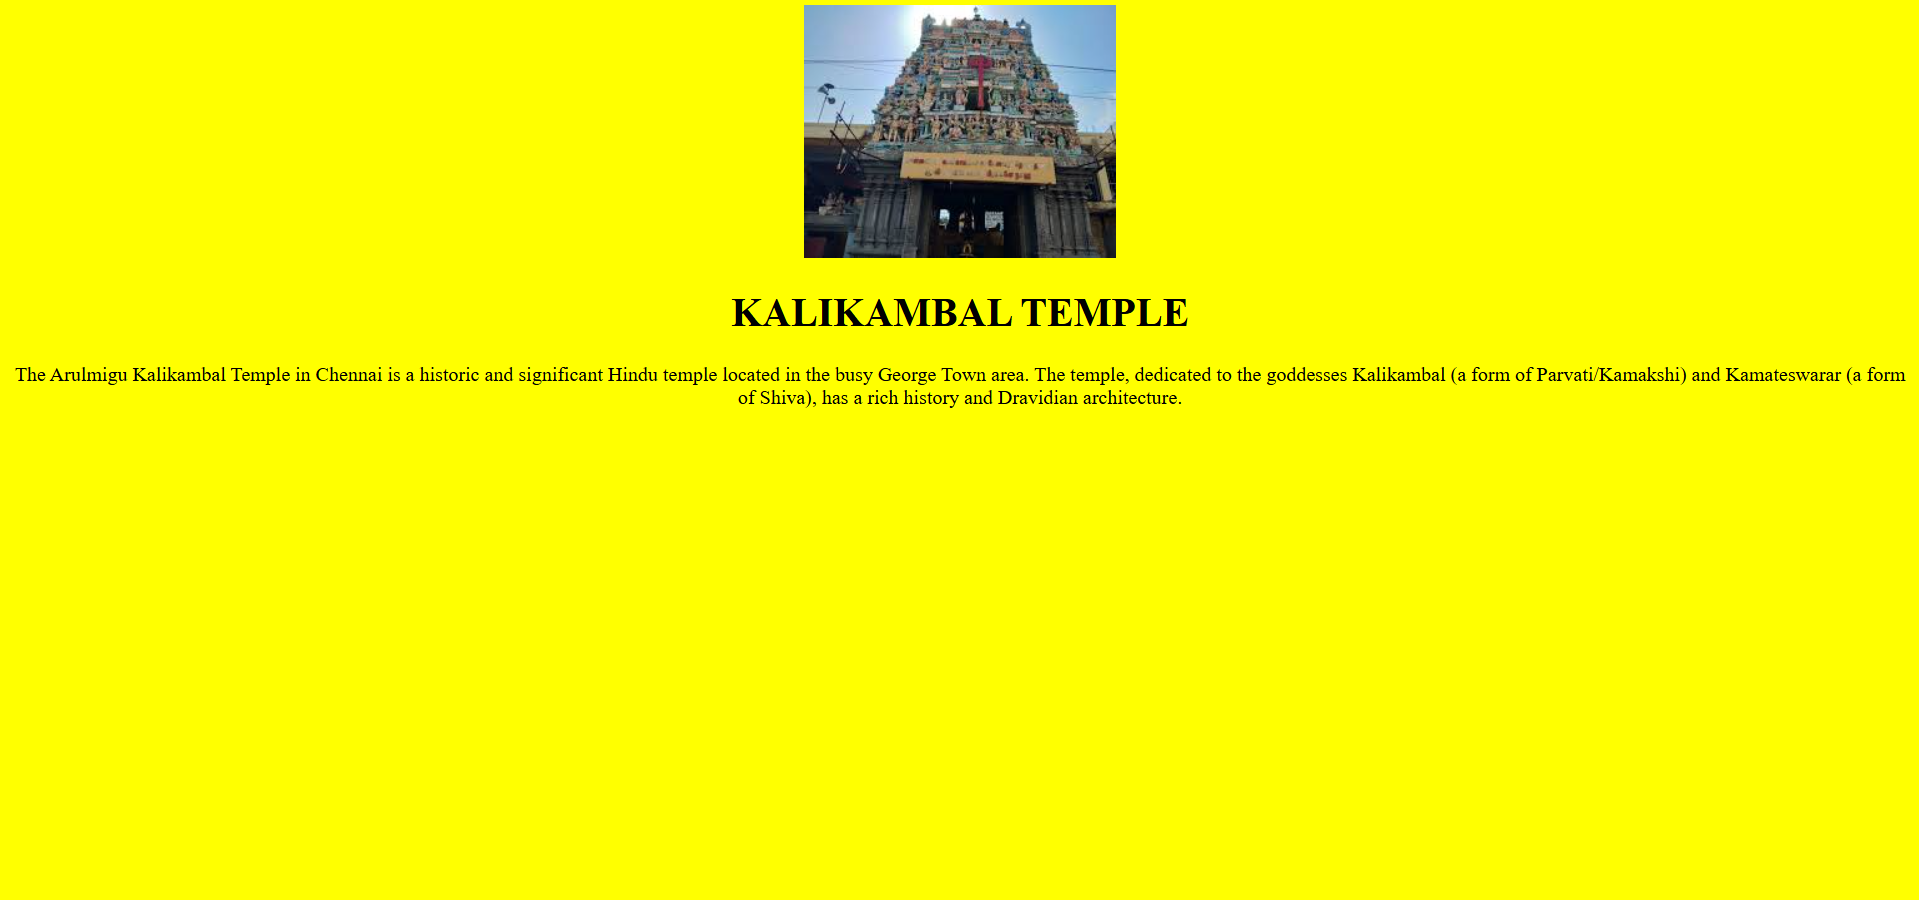 KALIKAMBAL TEMPLE
The Arulmigu Kalikambal Temple in Chennai is a historic and significant Hindu temple located in the busy George Town area. The temple, dedicated to the goddesses Kalikambal (a form of Parvati/Kamakshi) and Kamateswarar (a form
of Shiva), has a rich history and Dravidian architecture.